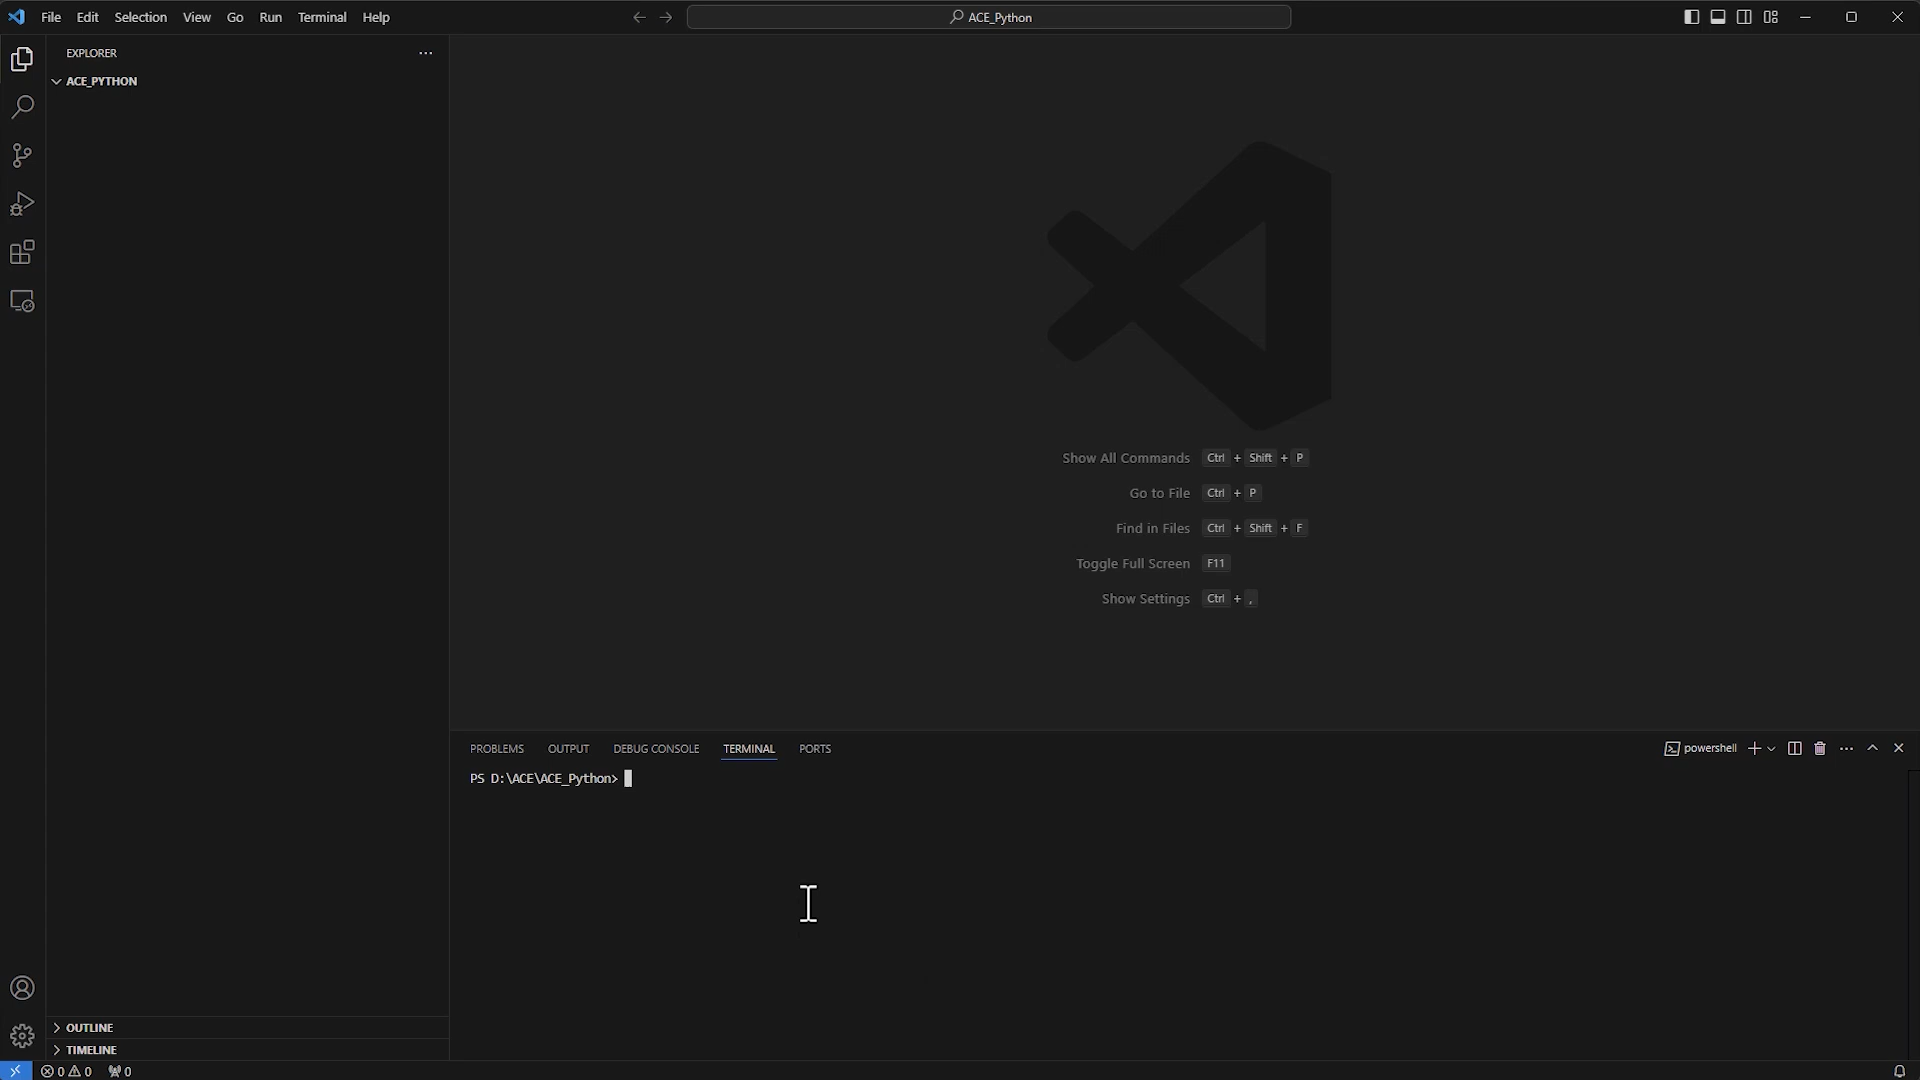 File Edit Selection View Go Run Terminal Help
ACE_Python
EXPLORER
ACE_PYTHON
Show All Commands Ctrl + Shift + P
Go to File Ctrl + P
Find in Files Ctrl + Shift + F
Toggle Full Screen F11
Show Settings Ctrl + ,
PROBLEMS OUTPUT DEBUG CONSOLE TERMINAL PORTS
powershell
PS D:\ACE\ACE_Python>
OUTLINE
TIMELINE
0 0 0